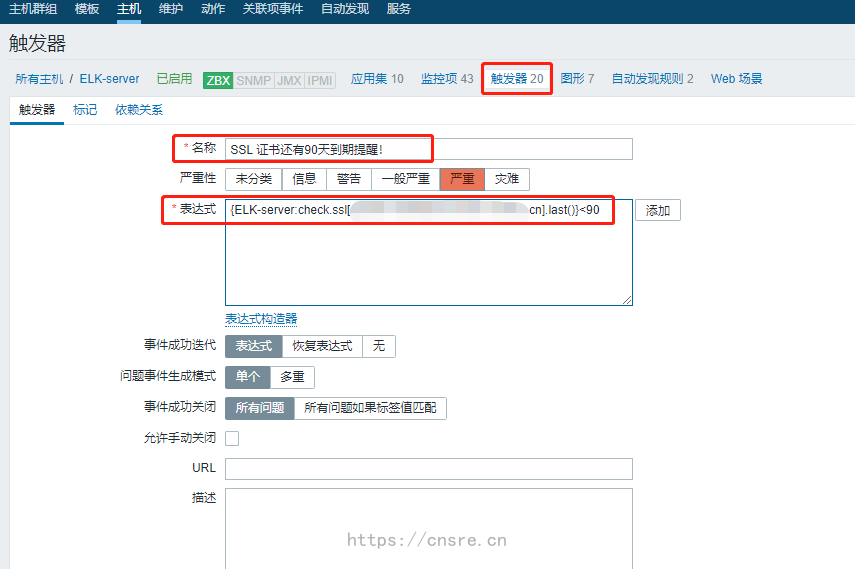 主机群组 模板 主机 维护 动作 关联项事件 自动发现 服务
触发器
所有主机 / ELK-server 已启用 ZBX SNMP JMX IPMI 应用集 10 监控项 43 触发器 20 图形 7 自动发现规则 2 Web 场景
触发器 标记 依赖关系
* 名称 SSL 证书还有90天到期提醒!
严重性 未分类 信息 警告 一般严重 严重 灾难
* 表达式 {ELK-server:check.ssl[ cn].last()}<90 添加
表达式构造器
事件成功迭代 表达式 恢复表达式 无
问题事件生成模式 单个 多重
事件成功关闭 所有问题 所有问题如果标签值匹配
允许手动关闭
URL
描述
https://cnsre.cn